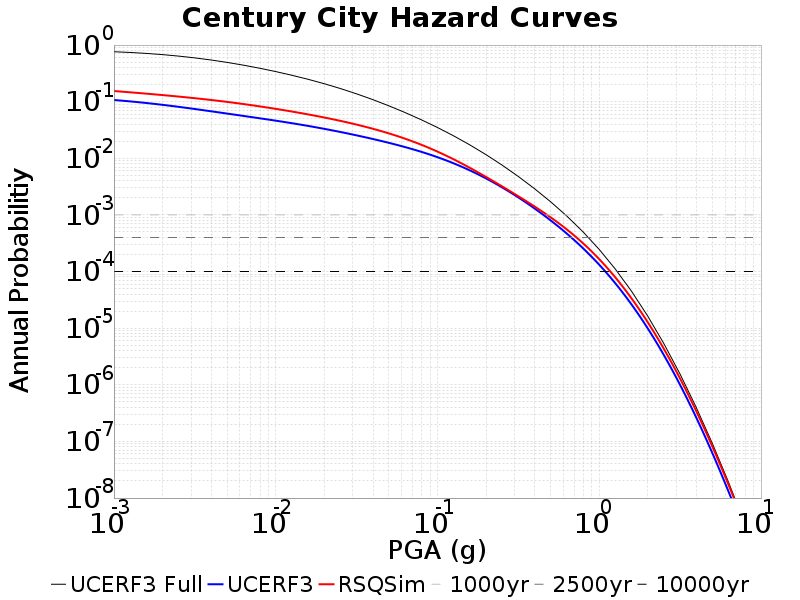 Century City Hazard Curves
Annual Probabilitiy
10^0
10^-1
10^-2
10^-3
10^-4
10^-5
10^-6
10^-7
10^-8
10^-3 10^-2 10^-1 10^0 10^1
PGA (g)
UCERF3 Full UCERF3 RSQSim 1000yr 2500yr 10000yr